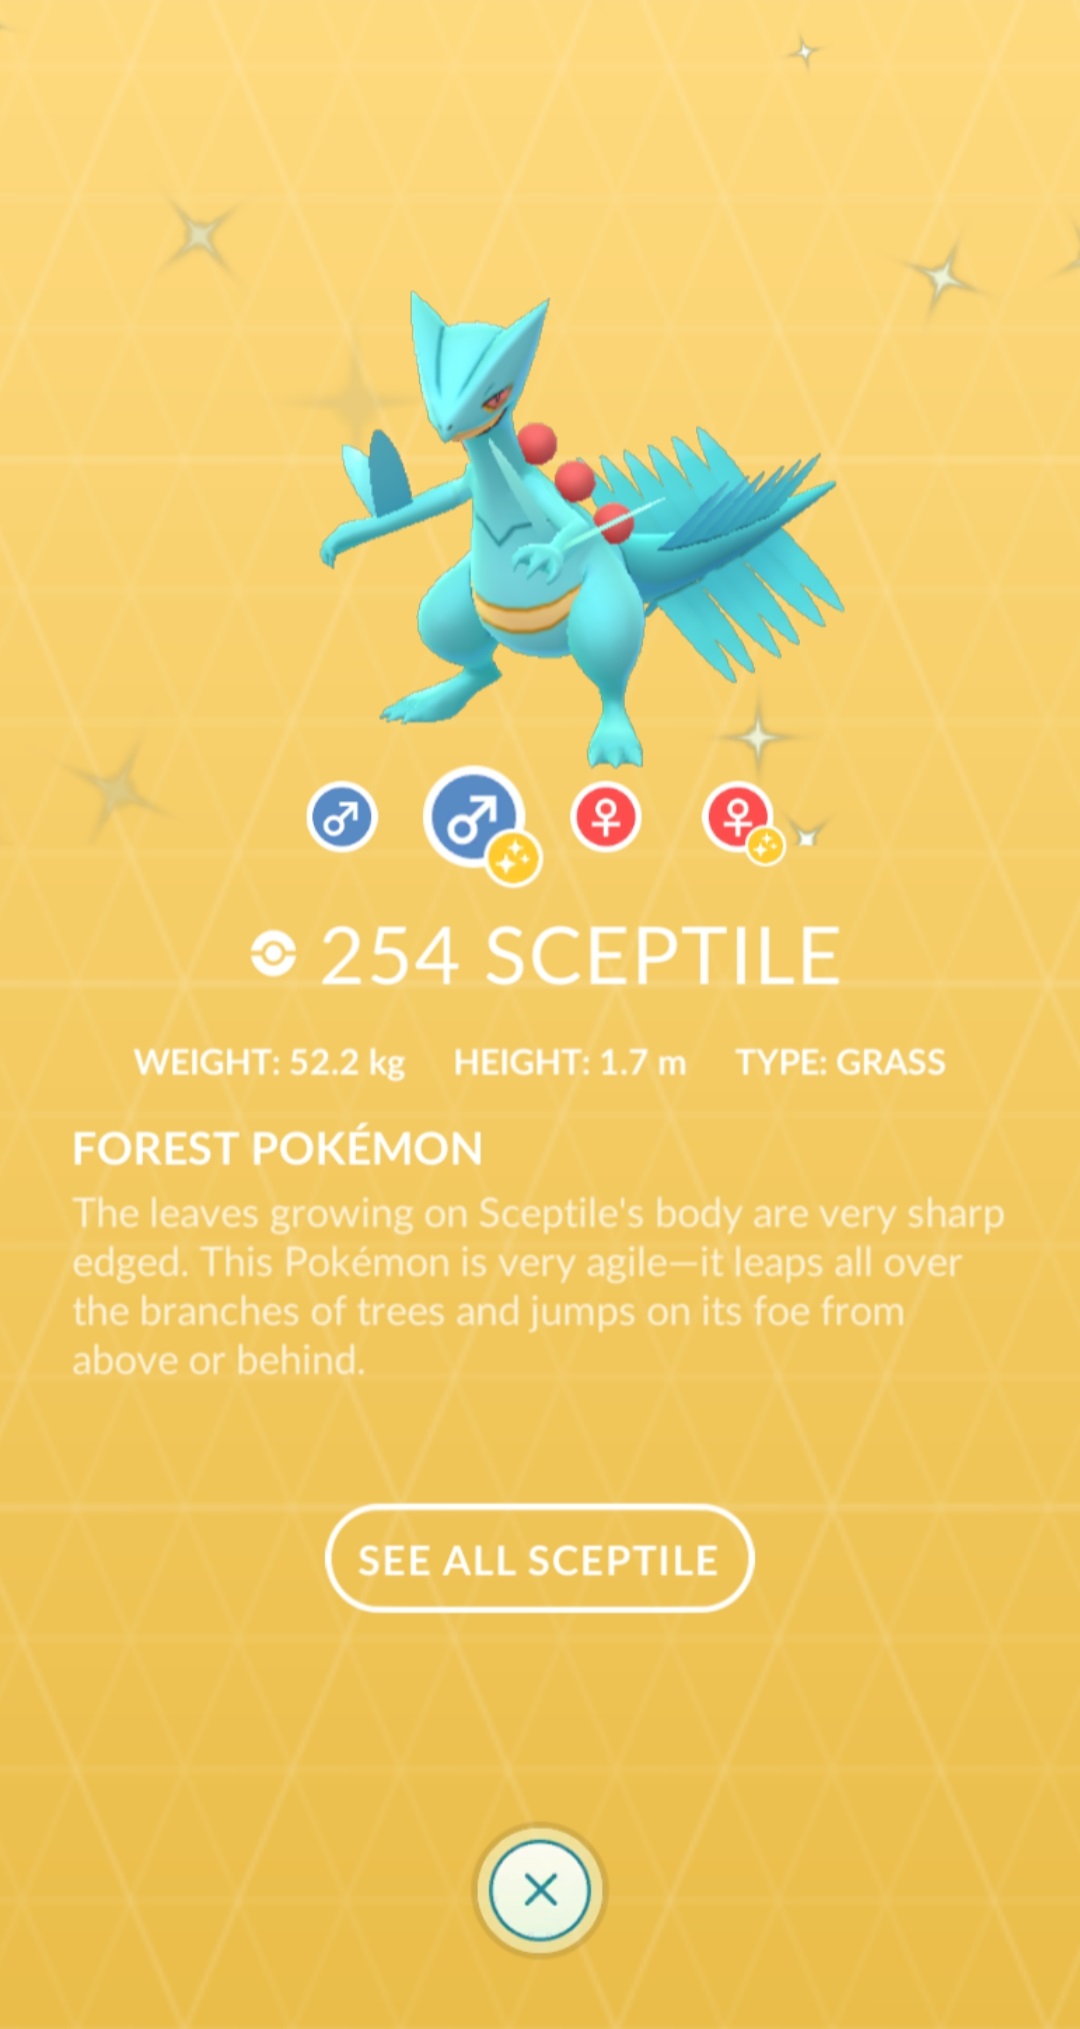 254 SCEPTILE
WEIGHT: 52.2 kg HEIGHT: 1.7 m TYPE: GRASS
FOREST POKÉMON
The leaves growing on Sceptile's body are very sharp
edged. This Pokémon is very agile—it leaps all over
the branches of trees and jumps on its foe from
above or behind.
SEE ALL SCEPTILE